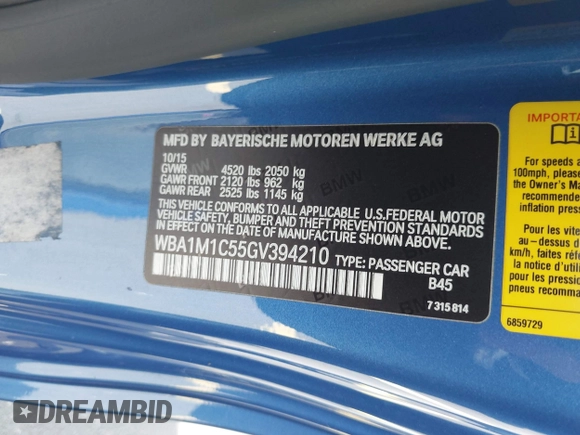 MFD BY BAYERISCHE MOTOREN WERKE AG
10/15
GVWR 4520 lbs 2050 kg
GAWR FRONT 2120 lbs 962 kg
GAWR REAR 2525 lbs 1145 kg
THIS VEHICLE CONFORMS TO ALL APPLICABLE U.S.FEDERAL MOTOR
VEHICLE SAFETY, BUMPER AND THEFT PREVENTION STANDARDS
IN EFFECT ON THE DATE OF MANUFACTURE SHOWN ABOVE.
WBA1M1C55GV394210 TYPE: PASSENGER CAR
B45
7 315 814
IMPORTA
For speeds a
100mph, please
the Owner's Ma
recommende
inflation press
Pour les vite
au-dessus d
km/h, faites réfé
la notice d'utilis
pour les pressions
pneus recommand
6859729
DREAMBID